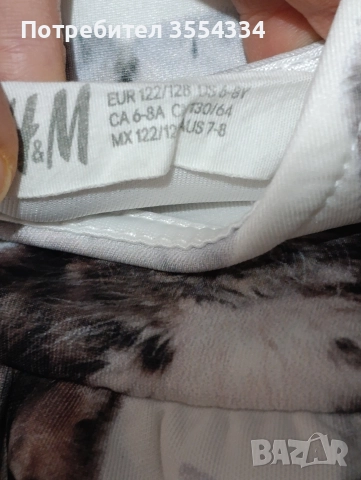 Потребител 3554334
H&M
EUR 122/128 US 6-8Y
CA 6-8A C 130/64
MX 122/12 AUS 7-8
BAZAR